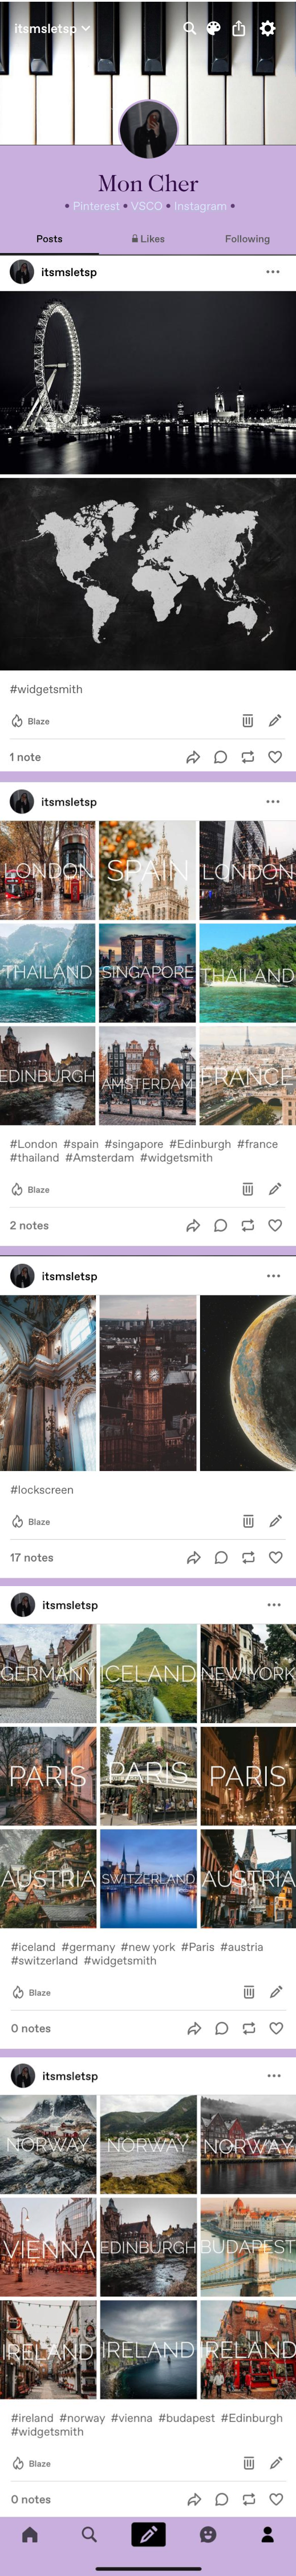 itsmsletsp
Mon Cher
• Pinterest • VSCO • Instagram •
Posts Likes Following
itsmsletsp
#widgetsmith
Blaze
1 note
itsmsletsp
LONDON SPAIN LONDON
THAILAND SINGAPORE THAILAND
EDINBURGH AMSTERDAM FRANCE
#London #spain #singapore #Edinburgh #france
#thailand #Amsterdam #widgetsmith
Blaze
2 notes
itsmsletsp
#lockscreen
Blaze
17 notes
itsmsletsp
GERMANY ICELAND NEW YORK
PARIS PARIS PARIS
AUSTRIA SWITZERLAND AUSTRIA
#iceland #germany #new york #Paris #austria
#switzerland #widgetsmith
Blaze
0 notes
itsmsletsp
NORWAY NORWAY NORWAY
VIENNA EDINBURGH BUDAPEST
IRELAND IRELAND IRELAND
#ireland #norway #vienna #budapest #Edinburgh
#widgetsmith
Blaze
0 notes